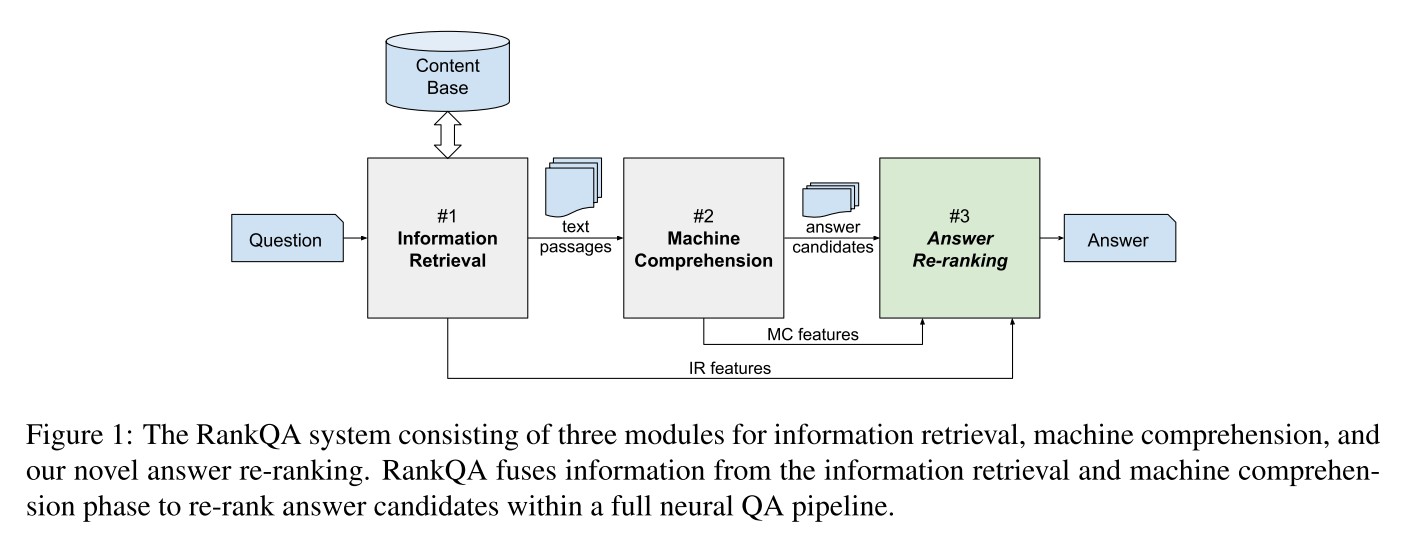 Content
Base
Question
#1
Information
Retrieval
text
passages
#2
Machine
Comprehension
answer
candidates
#3
Answer
Re-ranking
Answer
MC features
IR features
Figure 1: The RankQA system consisting of three modules for information retrieval, machine comprehension, and
our novel answer re-ranking. RankQA fuses information from the information retrieval and machine comprehen-
sion phase to re-rank answer candidates within a full neural QA pipeline.